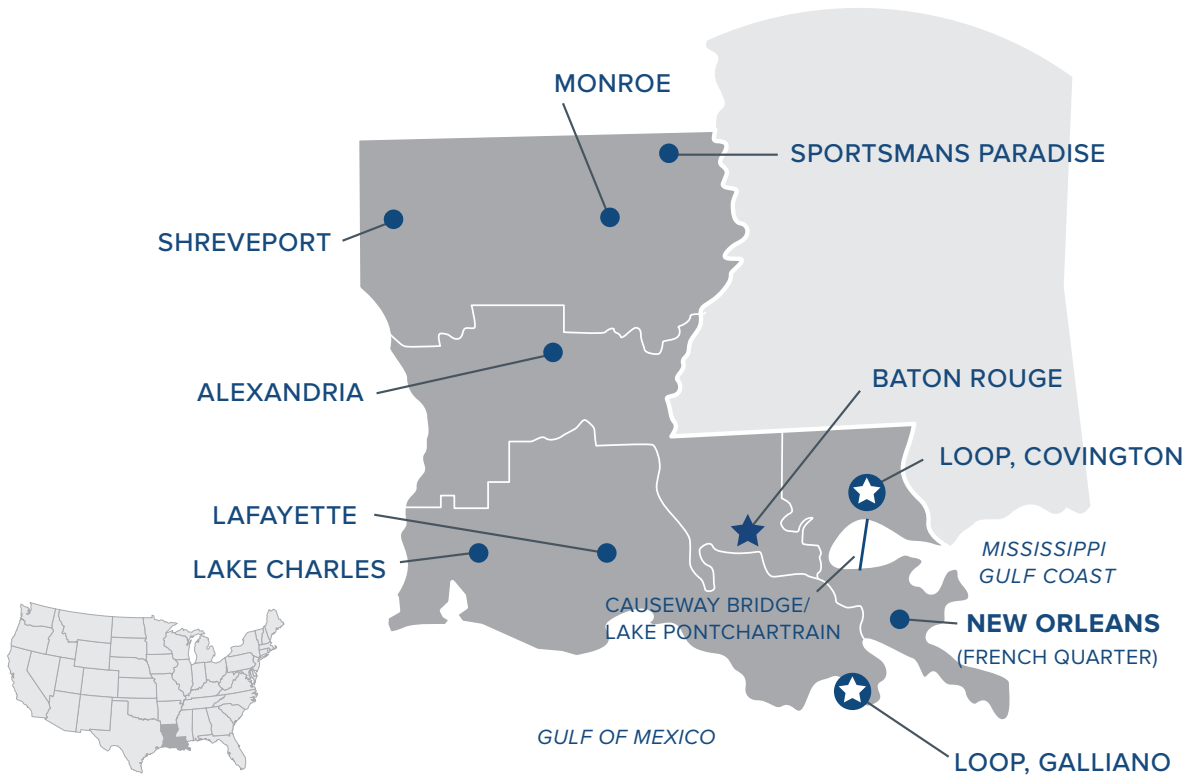 MONROE
SPORTSMANS PARADISE
SHREVEPORT
BATON ROUGE
ALEXANDRIA
LOOP, COVINGTON
LAFAYETTE
LAKE CHARLES
MISSISSIPPI
GULF COAST
CAUSEWAY BRIDGE/
LAKE PONTCHARTRAIN
NEW ORLEANS
(FRENCH QUARTER)
GULF OF MEXICO
LOOP, GALLIANO